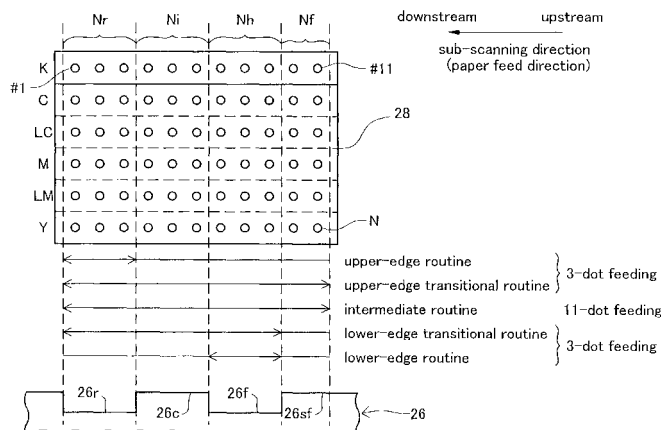 Nr Ni Nh Nf
downstream upstream
sub-scanning direction
(paper feed direction)
K
#1
#11
C
28
LC
M
LM
Y
N
upper-edge routine
upper-edge transitional routine
3-dot feeding
intermediate routine 11-dot feeding
lower-edge transitional routine
lower-edge routine
3-dot feeding
26r 26c 26f 26sf 26